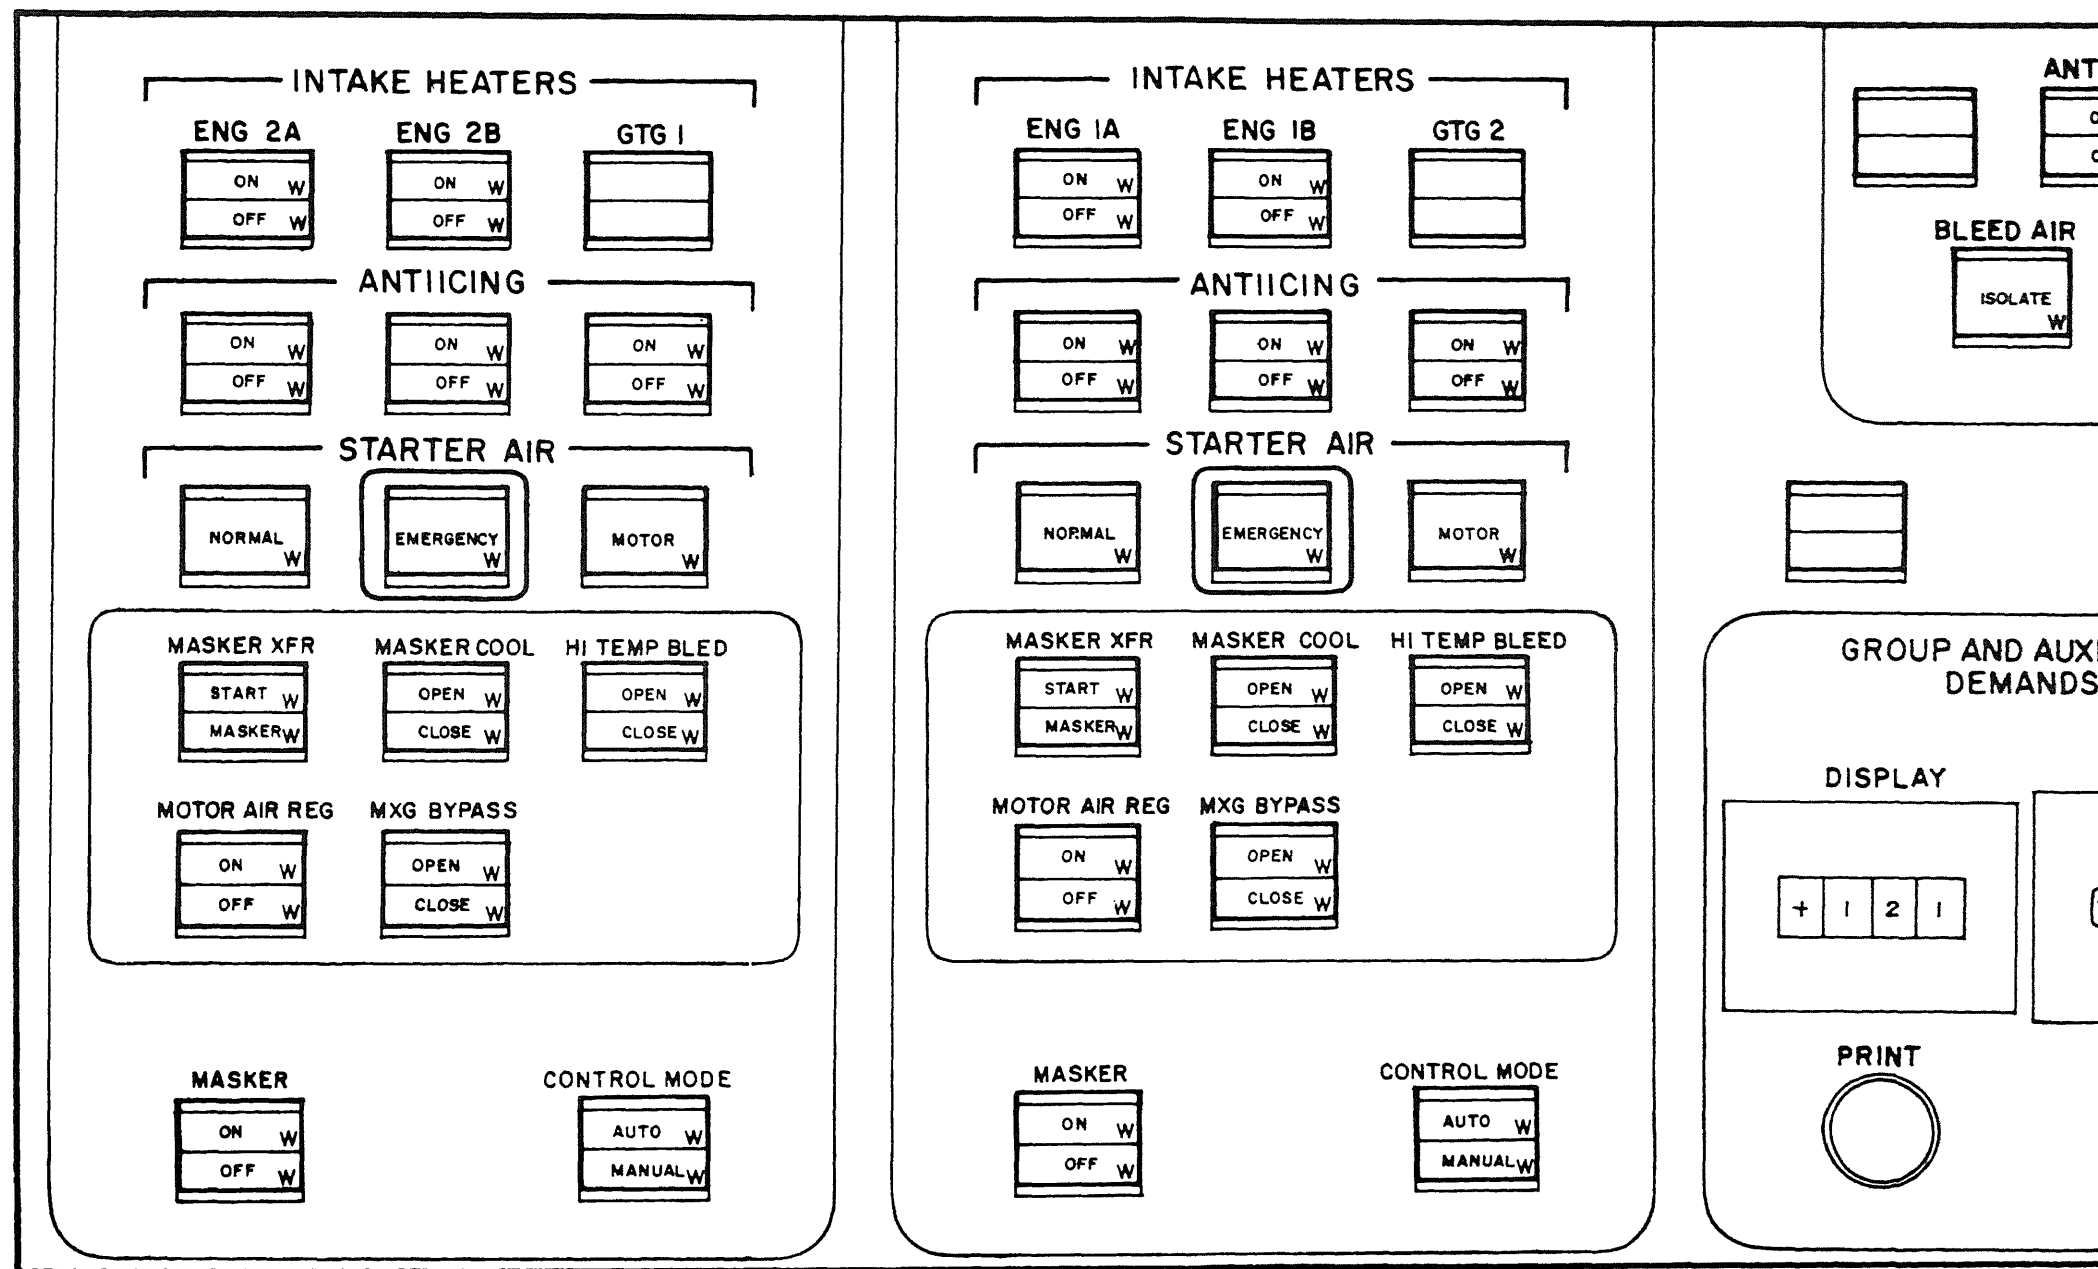 INTAKE HEATERS
ENG 2A ENG 2B GTG 1
ON W ON W
OFF W OFF W
ANTIICING
ON W ON W ON W
OFF W OFF W OFF W
STARTER AIR
NORMAL W EMERGENCY W MOTOR W
MASKER XFR MASKER COOL HI TEMP BLED
START W OPEN W OPEN W
MASKER W CLOSE W CLOSE W
MOTOR AIR REG MXG BYPASS
ON W OPEN W
OFF W CLOSE W
MASKER CONTROL MODE
ON W AUTO W
OFF W MANUAL W
INTAKE HEATERS
ENG 1A ENG 1B GTG 2
ON W ON W
OFF W OFF W
ANTIICING
ON W ON W ON W
OFF W OFF W OFF W
STARTER AIR
NORMAL W EMERGENCY W MOTOR W
MASKER XFR MASKER COOL HI TEMP BLEED
START W OPEN W OPEN W
MASKER W CLOSE W CLOSE W
MOTOR AIR REG MXG BYPASS
ON W OPEN W
OFF W CLOSE W
MASKER CONTROL MODE
ON W AUTO W
OFF W MANUAL W
ANT
BLEED AIR
ISOLATE W
GROUP AND AUX
DEMANDS
DISPLAY
+ 1 2 1
PRINT